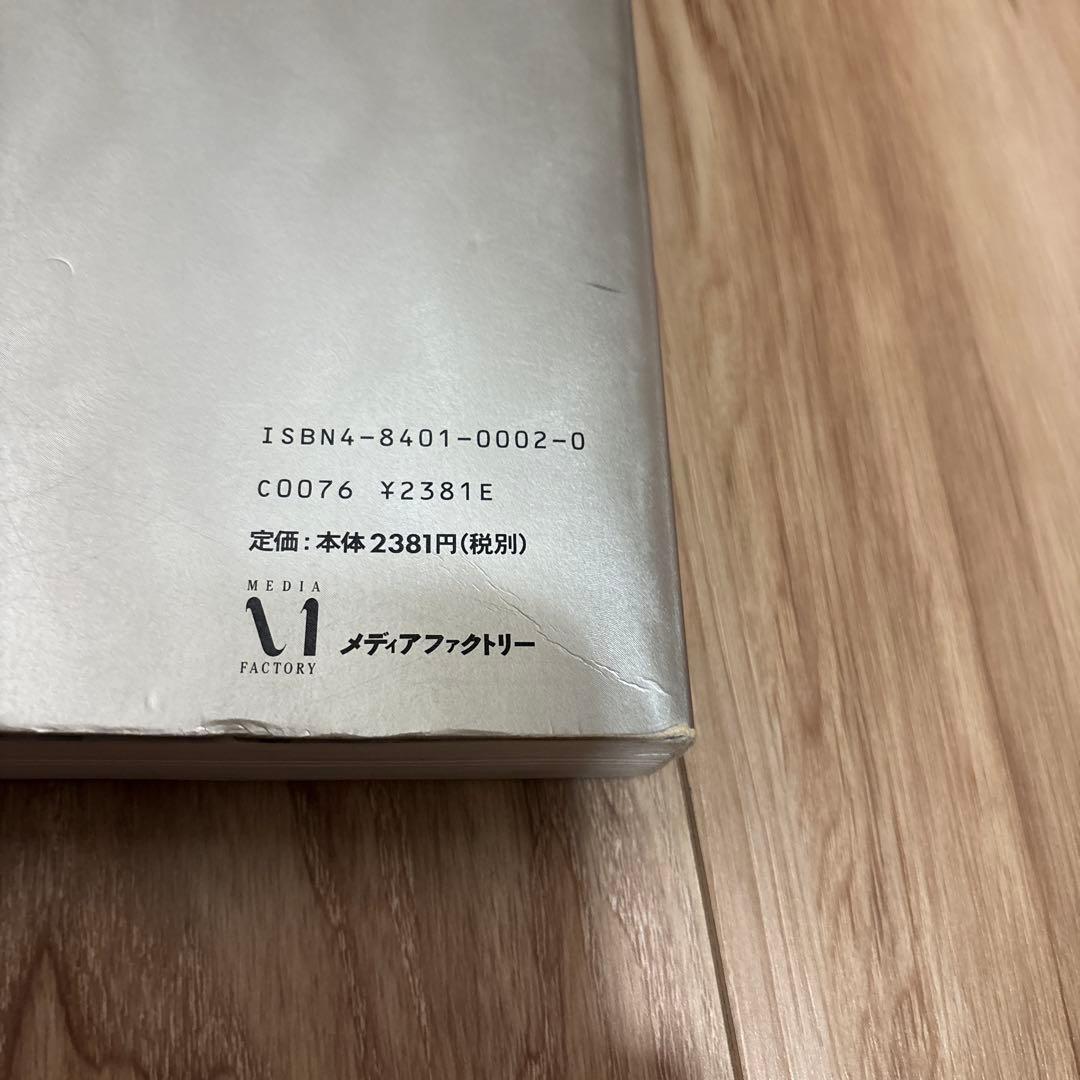 ISBN4-8401-0002-0
C0076 ¥2381E
定価：本体2381円（税別）
MEDIA
FACTORY
メディアファクトリー